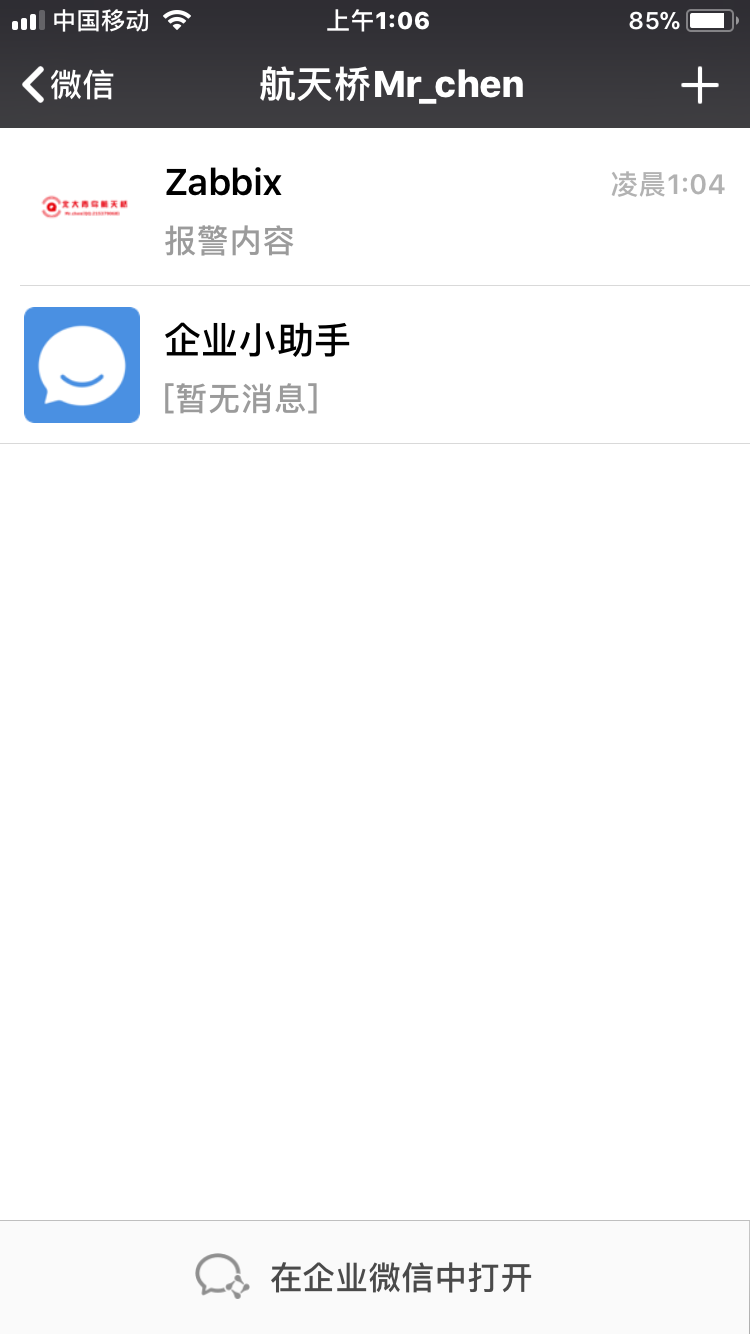 中国移动
上午1:06
85%
微信
航天桥Mr_chen
Zabbix
凌晨1:04
报警内容
企业小助手
[暂无消息]
在企业微信中打开